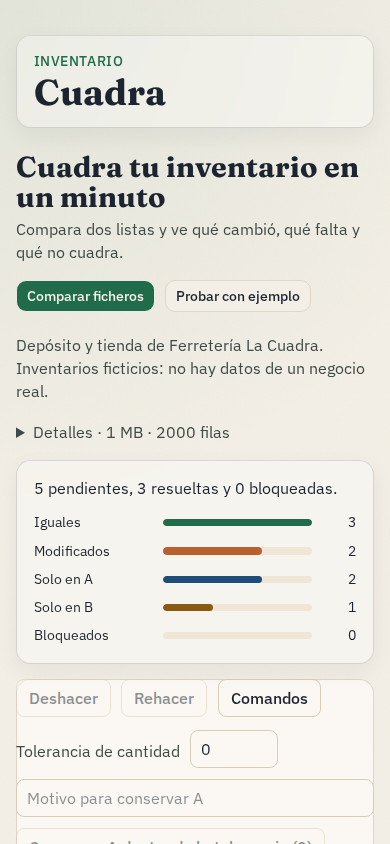 INVENTARIO
Cuadra
Cuadra tu inventario en
un minuto
Compara dos listas y ve qué cambió, qué falta y
qué no cuadra.
Comparar ficheros
Probar con ejemplo
Depósito y tienda de Ferretería La Cuadra.
Inventarios ficticios: no hay datos de un negocio
real.
Detalles · 1 MB · 2000 filas
5 pendientes, 3 resueltas y 0 bloqueadas.
Iguales 3
Modificados 2
Solo en A 2
Solo en B 1
Bloqueados 0
Deshacer Rehacer Comandos
Tolerancia de cantidad 0
Motivo para conservar A